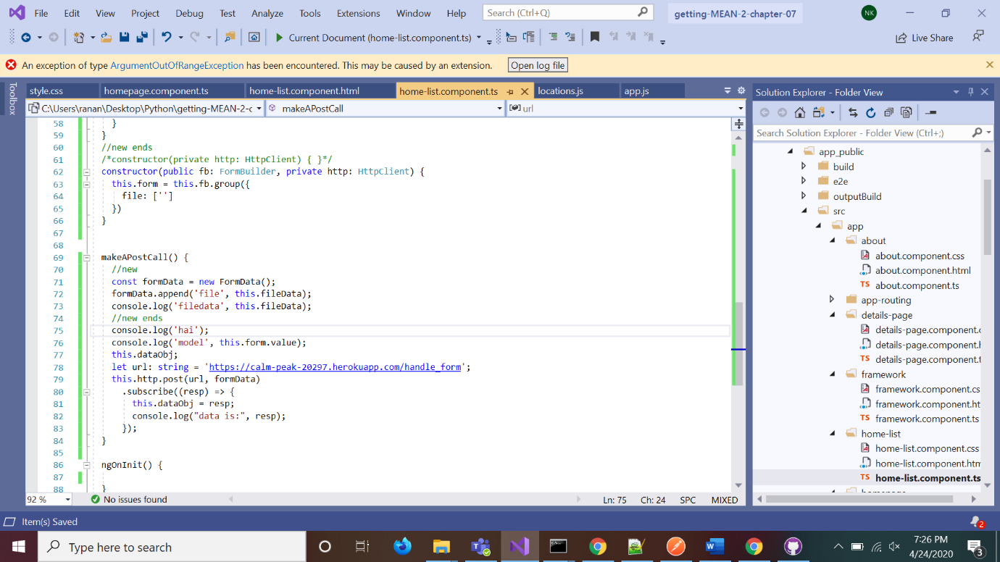 File Edit View Project Debug Test Analyze Tools Extensions Window Help Search (Ctrl+Q) getting-MEAN-2-chapter-07 NK
Current Document (home-list.component.ts) Live Share
An exception of type ArgumentOutOfRangeException has been encountered. This may be caused by an extension. Open log file
Toolbox
style.css homepage.component.ts home-list.component.html home-list.component.ts locations.js app.js
C:\Users\ranan\Desktop\Python\getting-MEAN-2-c makeAPostCall url
58 }
59 }
60 //new ends
61 /*constructor(private http: HttpClient) { }*/
62 constructor(public fb: FormBuilder, private http: HttpClient) {
63 this.form = this.fb.group({
64 file: ['']
65 })
66 }
67
68
69 makeAPostCall() {
70 //new
71 const formData = new FormData();
72 formData.append('file', this.fileData);
73 console.log('filedata', this.fileData);
74 //new ends
75 console.log('hai');
76 console.log('model', this.form.value);
77 this.dataObj;
78 let url: string = 'https://calm-peak-20297.herokuapp.com/handle_form';
79 this.http.post(url, formData)
80 .subscribe((resp) => {
81 this.dataObj = resp;
82 console.log("data is:", resp);
83 });
84 }
85
86 ngOnInit() {
87
88 }
92 % No issues found Ln: 75 Ch: 24 SPC MIXED
Solution Explorer - Folder View
Search Solution Explorer - Folder View (Ctrl+;)
app_public
build
e2e
outputBuild
src
app
about
about.component.css
about.component.html
TS about.component.ts
app-routing
details-page
details-page.component.c
details-page.component.h
TS details-page.component.t
framework
framework.component.cs
framework.component.ht
TS framework.component.ts
home-list
home-list.component.css
home-list.component.htm
TS home-list.component.ts
homepage
Item(s) Saved 2
Type here to search
7:26 PM
4/24/2020
3